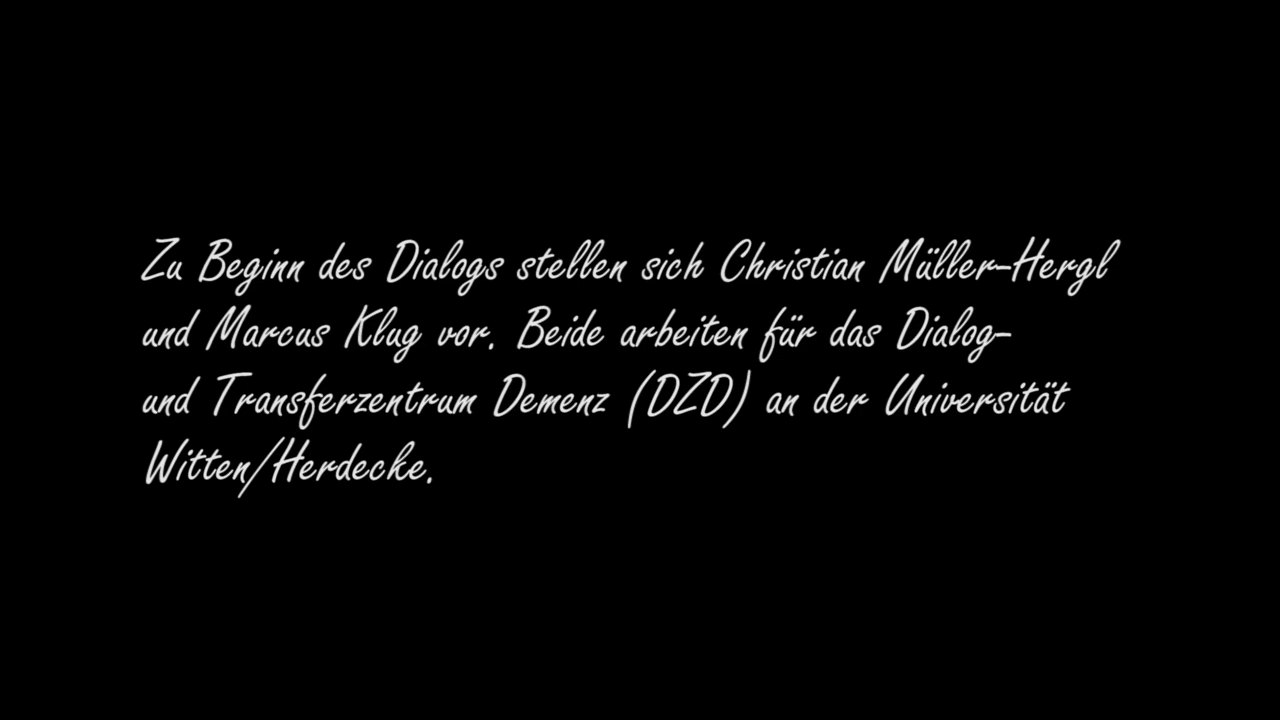 Zu Beginn des Dialogs stellen sich Christian Müller-Hergl
und Marcus Klug vor. Beide arbeiten für das Dialog-
und Transferzentrum Demenz (DZD) an der Universität
Witten/Herdecke.